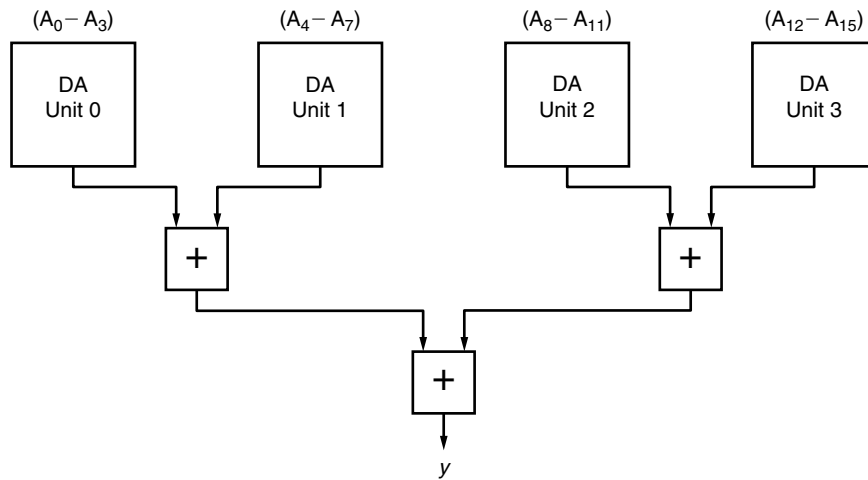 (A₀– A₃)
(A₄– A₇)
(A₈– A₁₁)
(A₁₂– A₁₅)
DA
Unit 0
DA
Unit 1
DA
Unit 2
DA
Unit 3
+
+
+
y